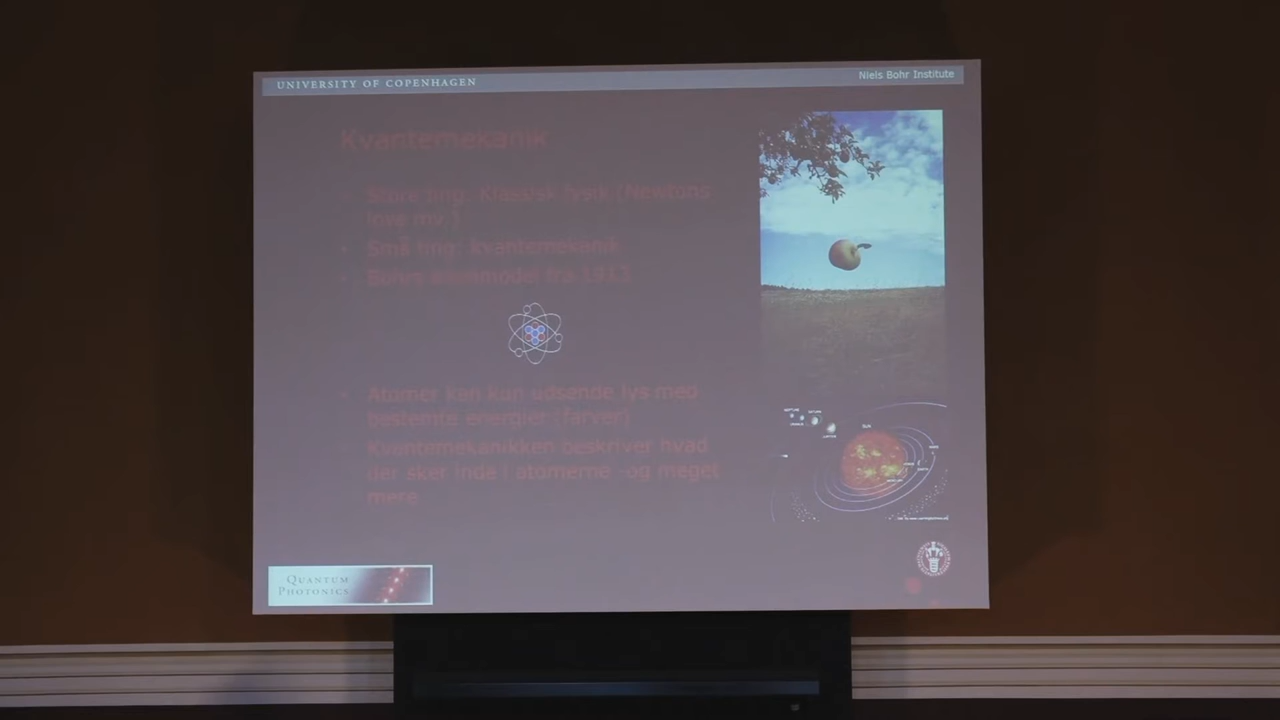 UNIVERSITY OF COPENHAGEN
Niels Bohr Institute
Kvantemekanik
Store ting: Klassisk fysik (Newtons
love mv.)
• Små ting: kvantemekanik
• Bohrs atommodel fra 1913
• Atomer kan kun udsende lys med
bestemte energier (farver)
Kvantemekanikken beskriver hvad
der sker inde i atomerne -og meget
mere
QUANTUM
PHOTONICS